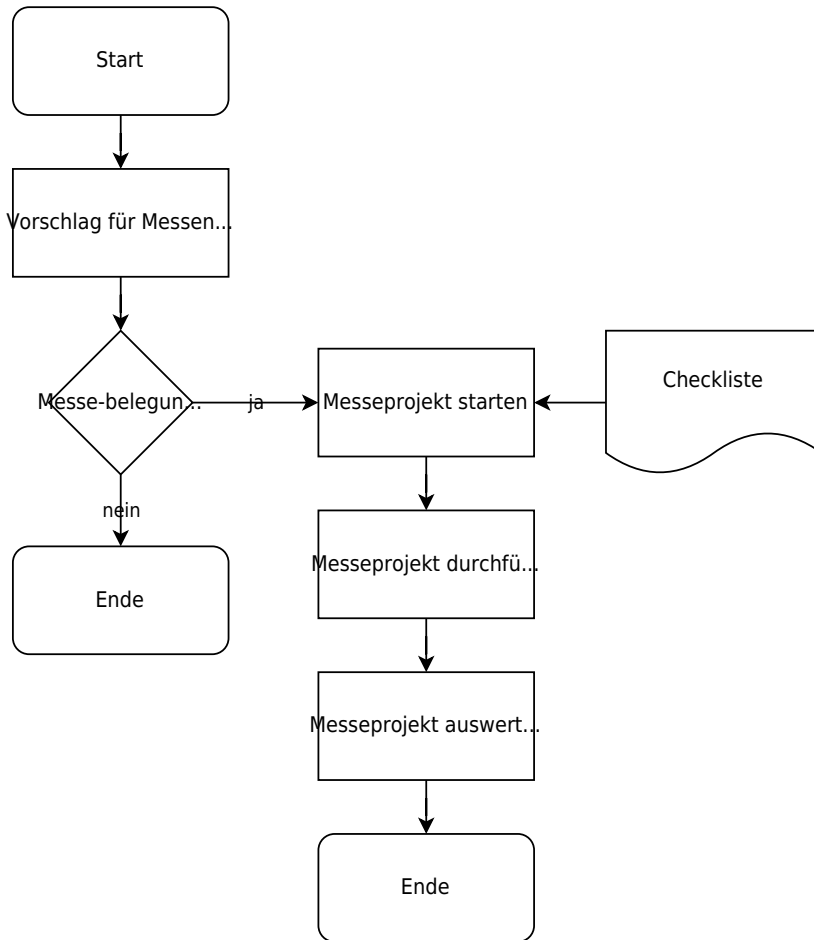 Start
Vorschlag für Messen...
Messe-belegun...
ja
Messeprojekt starten
Checkliste
nein
Messeprojekt durchfü...
Ende
Messeprojekt auswert...
Ende